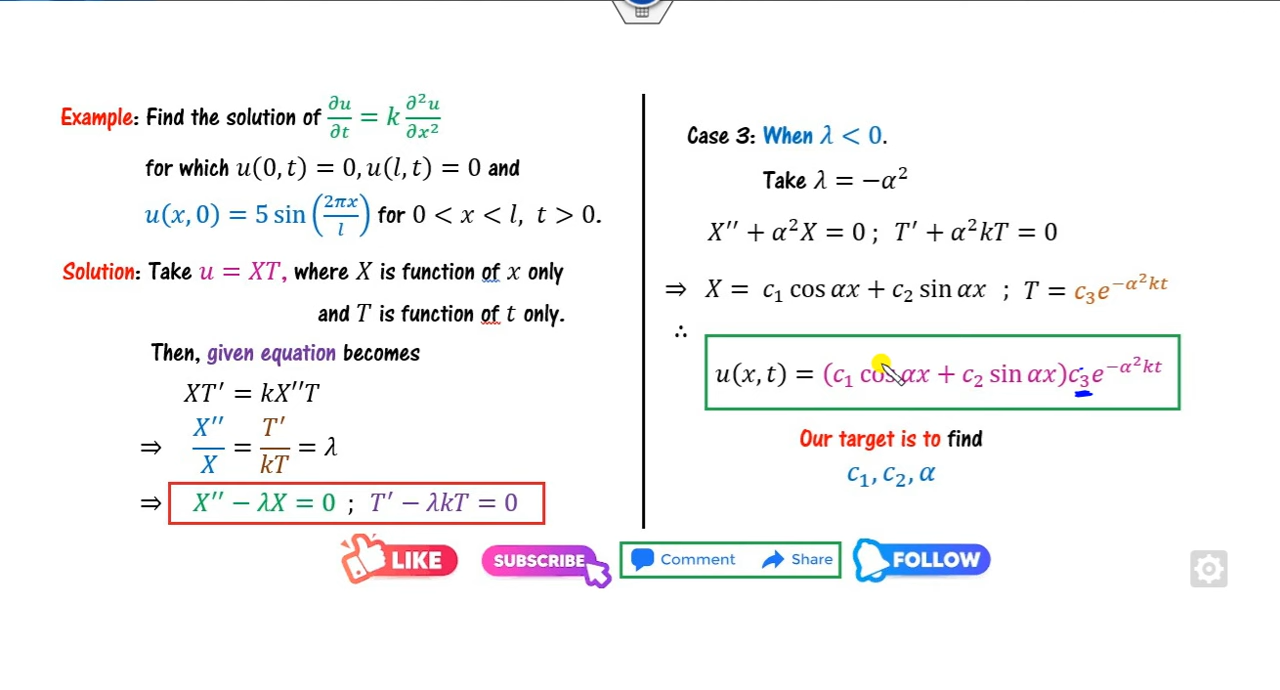 Example: Find the solution of ∂u/∂t = k ∂²u/∂x²
for which u(0, t) = 0, u(l, t) = 0 and
u(x, 0) = 5 sin (2πx/l) for 0 < x < l, t > 0.
Solution: Take u = XT, where X is function of x only
and T is function of t only.
Then, given equation becomes
XT′ = kX′′T
⇒ X′′/X = T′/kT = λ
⇒ X′′ − λX = 0 ; T′ − λkT = 0
Case 3: When λ < 0.
Take λ = −α²
X′′ + α²X = 0 ; T′ + α²kT = 0
⇒ X = c₁ cos αx + c₂ sin αx ; T = c₃e^(−α²kt)
∴
u(x, t) = (c₁ cos αx + c₂ sin αx)c₃e^(−α²kt)
Our target is to find
c₁, c₂, α
LIKE SUBSCRIBE Comment Share FOLLOW